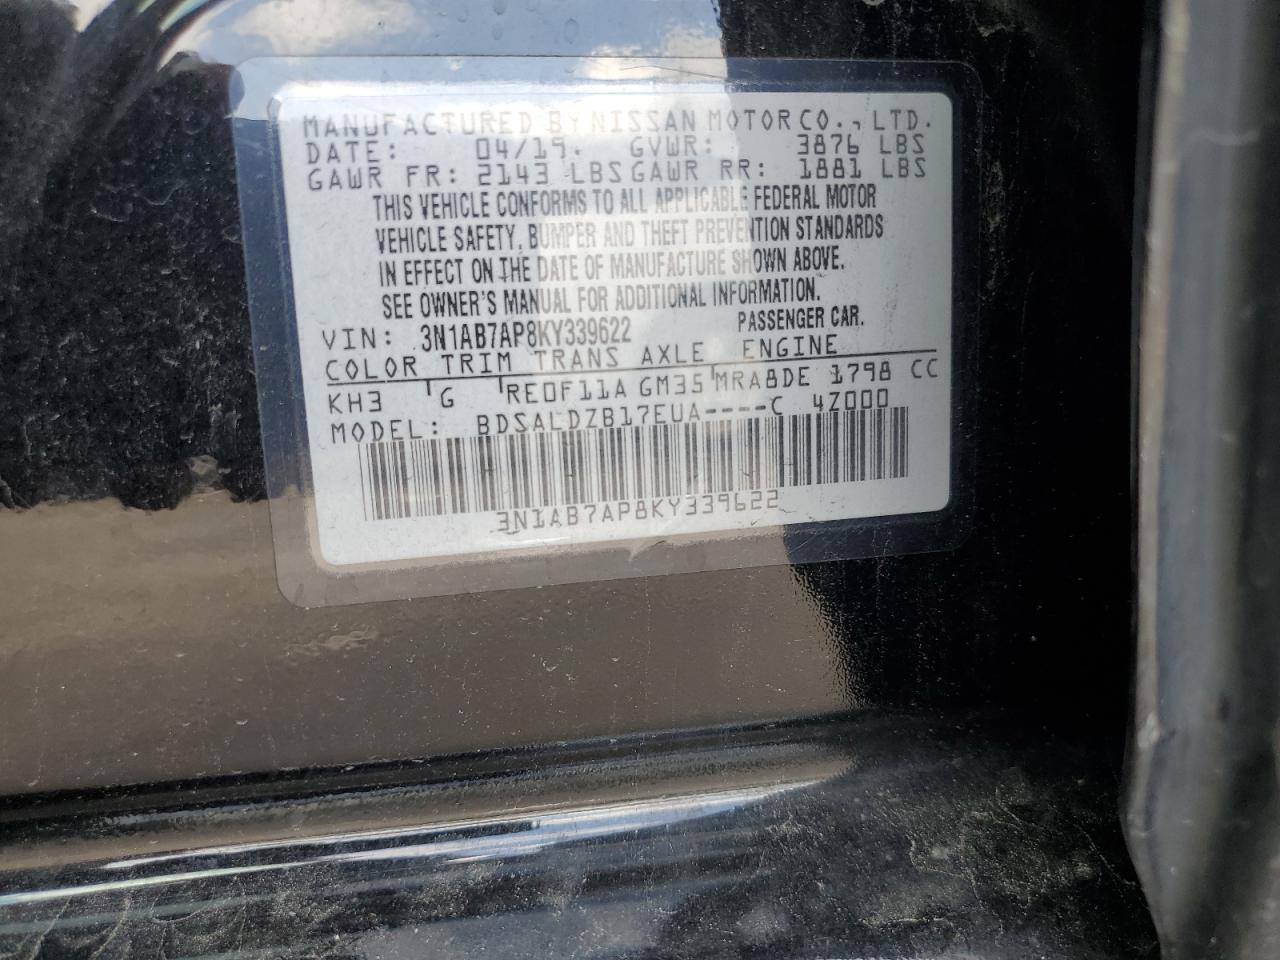 MANUFACTURED BY NISSAN MOTOR CO., LTD.
DATE: 04/19. GVWR: 3876 LBS
GAWR FR: 2143 LBS GAWR RR: 1881 LBS
THIS VEHICLE CONFORMS TO ALL APPLICABLE FEDERAL MOTOR
VEHICLE SAFETY, BUMPER AND THEFT PREVENTION STANDARDS
IN EFFECT ON THE DATE OF MANUFACTURE SHOWN ABOVE.
SEE OWNER'S MANUAL FOR ADDITIONAL INFORMATION.
VIN: 3N1AB7AP8KY339622 PASSENGER CAR.
COLOR TRIM TRANS AXLE ENGINE
KH3 G RE0F11A GM35 MRA8DE 1798 CC
MODEL: BDSALDZB17EUA----C 4Z000
3N1AB7AP8KY339622